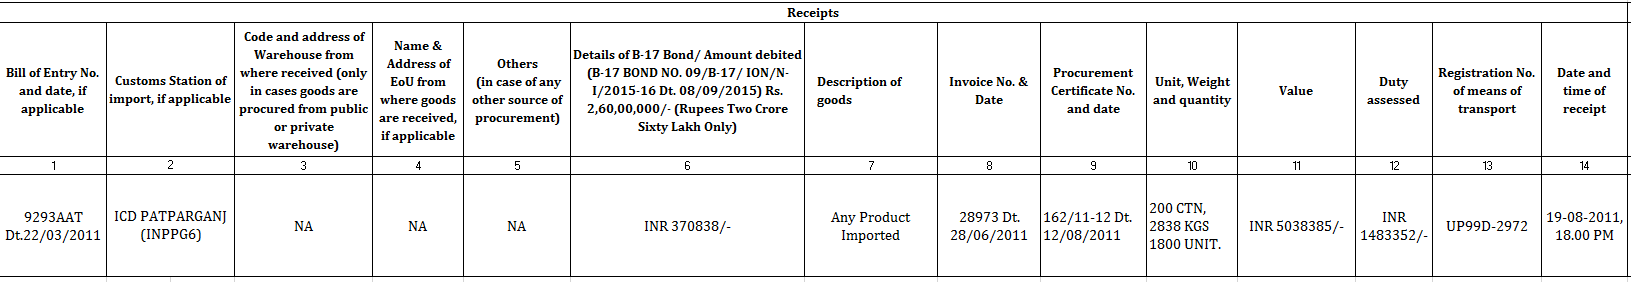 Receipts
Bill of Entry No.
and date, if
applicable
Customs Station of
import, if applicable
Code and address of
Warehouse from
where received (only
in cases goods are
procured from public
or private
warehouse)
Name &
Address of
EoU from
where goods
are received,
if applicable
Others
(in case of any
other source of
procurement)
Details of B-17 Bond/ Amount debited
(B-17 BOND NO. 09/B-17/ ION/N-
I/2015-16 Dt. 08/09/2015) Rs.
2,60,00,000/- (Rupees Two Crore
Sixty Lakh Only)
Description of
goods
Invoice No. &
Date
Procurement
Certificate No.
and date
Unit, Weight
and quantity
Value
Duty
assessed
Registration No.
of means of
transport
Date and
time of
receipt
1
2
3
4
5
6
7
8
9
10
11
12
13
14
9293AAT
Dt.22/03/2011
ICD PATPARGANJ
(INPPG6)
NA
NA
NA
INR 370838/-
Any Product
Imported
28973 Dt.
28/06/2011
162/11-12 Dt.
12/08/2011
200 CTN,
2838 KGS
1800 UNIT.
INR 5038385/-
INR
1483352/-
UP99D-2972
19-08-2011,
18.00 PM